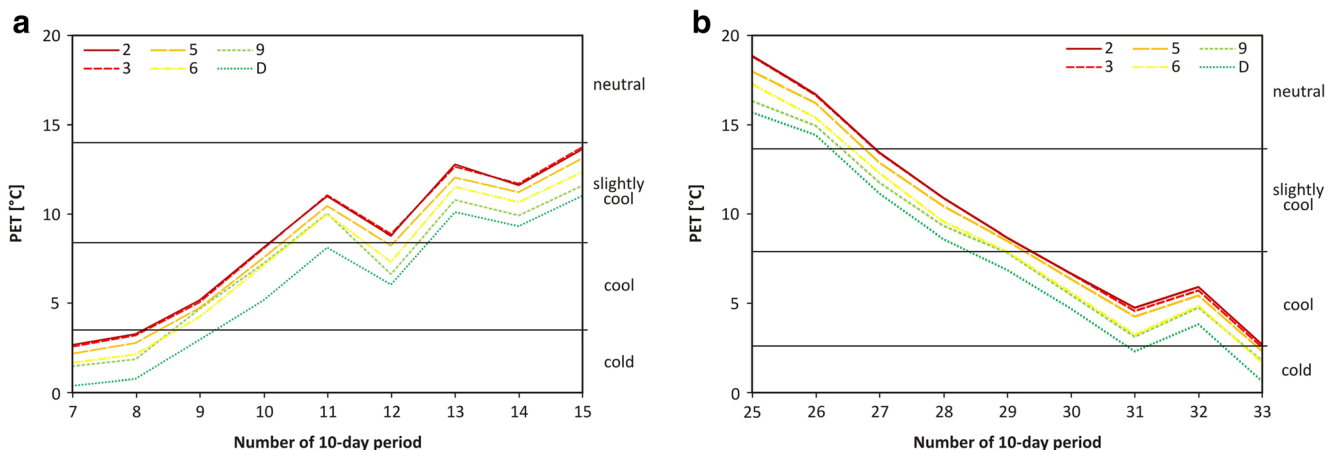 a
20
15
10
5
0
PET [°C]
2 5 9
3 6 D
neutral
slightly
cool
cool
cold
7 8 9 10 11 12 13 14 15
Number of 10-day period
b
20
15
10
5
0
PET [°C]
2 5 9
3 6 D
neutral
slightly
cool
cool
cold
25 26 27 28 29 30 31 32 33
Number of 10-day period